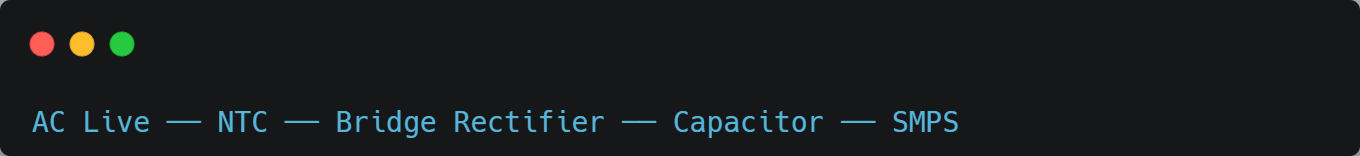 AC Live ── NTC ── Bridge Rectifier ── Capacitor ── SMPS